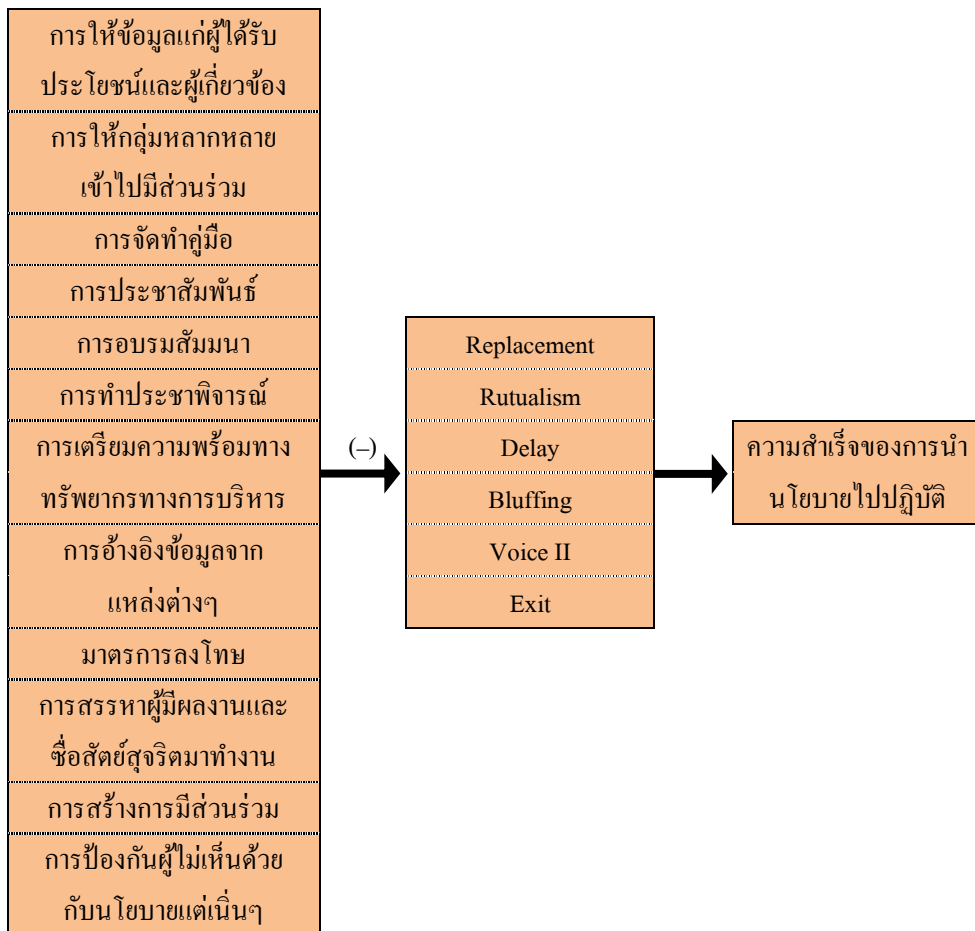 การให้ข้อมูลแก่ผู้ได้รับ
ประโยชน์และผู้เกี่ยวข้อง
การให้กลุ่มหลากหลาย
เข้าไปมีส่วนร่วม
การจัดทำคู่มือ
การประชาสัมพันธ์
การอบรมสัมมนา
การทำประชาพิจารณ์
การเตรียมความพร้อมทาง
ทรัพยากรทางการบริหาร
การอ้างอิงข้อมูลจาก
แหล่งต่างๆ
มาตรการลงโทษ
การสรรหาผู้มีผลงานและ
ซื่อสัตย์สุจริตมาทำงาน
การสร้างการมีส่วนร่วม
การป้องกันผู้ไม่เห็นด้วย
กับนโยบายแต่เนิ่นๆ
(–)
Replacement
Rutualism
Delay
Bluffing
Voice II
Exit
ความสำเร็จของการนำ
นโยบายไปปฏิบัติ